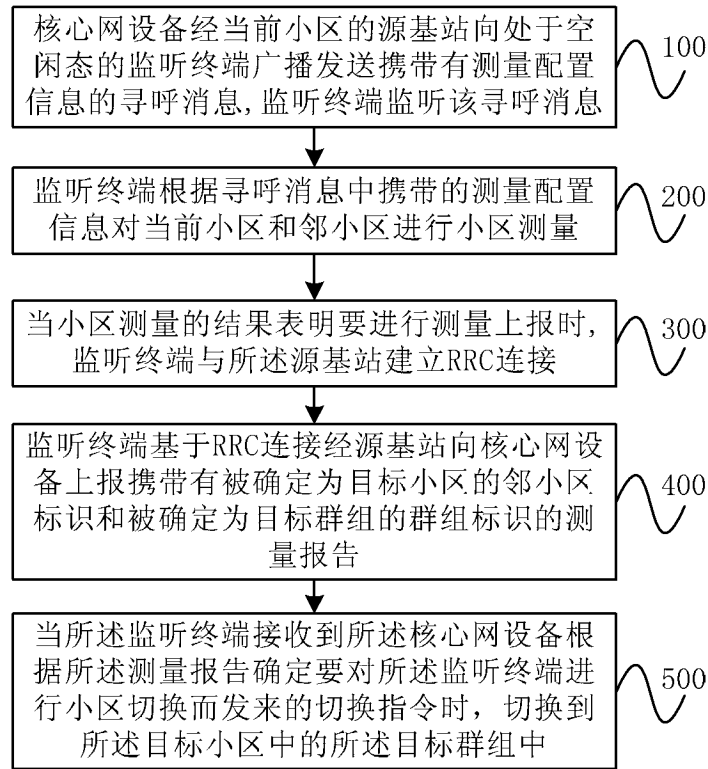 核心网设备经当前小区的源基站向处于空
闲态的监听终端广播发送携带有测量配置
信息的寻呼消息,监听终端监听该寻呼消息
100
监听终端根据寻呼消息中携带的测量配置
信息对当前小区和邻小区进行小区测量
200
当小区测量的结果表明要进行测量上报时,
监听终端与所述源基站建立RRC连接
300
监听终端基于RRC连接经源基站向核心网设
备上报携带有被确定为目标小区的邻小区
标识和被确定为目标群组的群组标识的测
量报告
400
当所述监听终端接收到所述核心网设备根
据所述测量报告确定要对所述监听终端进
行小区切换而发来的切换指令时，切换到
所述目标小区中的所述目标群组中
500